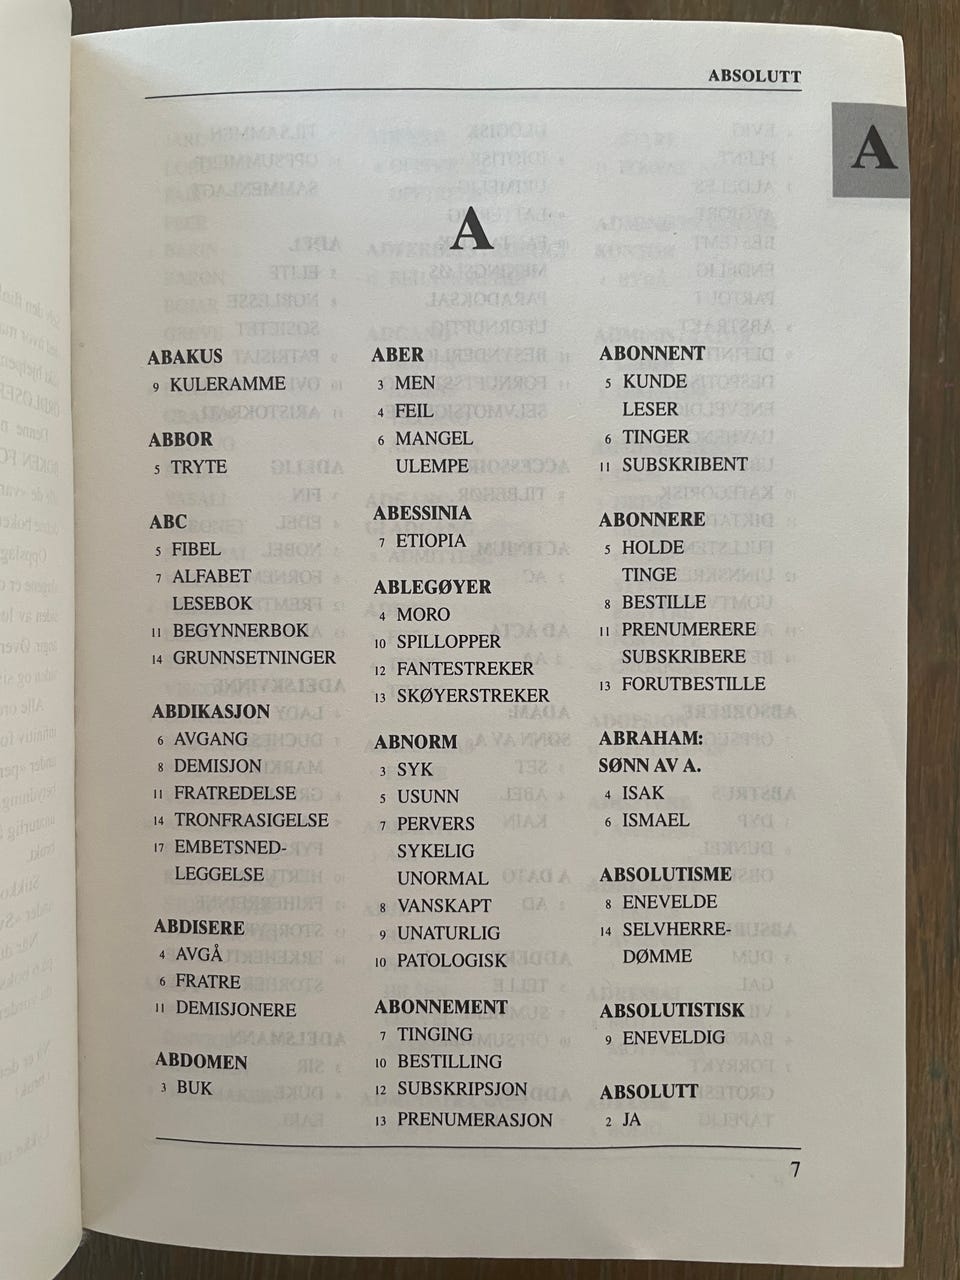 ABSOLUTT
A
A
ABAKUS
9 KULERAMME
ABBOR
5 TRYTE
ABC
5 FIBEL
7 ALFABET
LESEBOK
11 BEGYNNERBOK
14 GRUNNSETNINGER
ABDIKASJON
6 AVGANG
8 DEMISJON
11 FRATREDELSE
14 TRONFRASIGELSE
17 EMBETSNED-
LEGGELSE
ABDISERE
4 AVGÅ
6 FRATRE
11 DEMISJONERE
ABDOMEN
3 BUK
ABER
3 MEN
4 FEIL
6 MANGEL
ULEMPE
ABESSINIA
7 ETIOPIA
ABLEGØYER
4 MORO
10 SPILLOPPER
12 FANTESTREKER
13 SKØYERSTREKER
ABNORM
3 SYK
5 USUNN
7 PERVERS
SYKELIG
UNORMAL
8 VANSKAPT
9 UNATURLIG
10 PATOLOGISK
ABONNEMENT
7 TINGING
10 BESTILLING
12 SUBSKRIPSJON
13 PRENUMERASJON
ABONNENT
5 KUNDE
LESER
6 TINGER
11 SUBSKRIBENT
ABONNERE
5 HOLDE
TINGE
8 BESTILLE
11 PRENUMERERE
SUBSKRIBERE
13 FORUTBESTILLE
ABRAHAM:
SØNN AV A.
4 ISAK
6 ISMAEL
ABSOLUTISME
8 ENEVELDE
14 SELVHERRE-
DØMME
ABSOLUTISTISK
9 ENEVELDIG
ABSOLUTT
2 JA
7